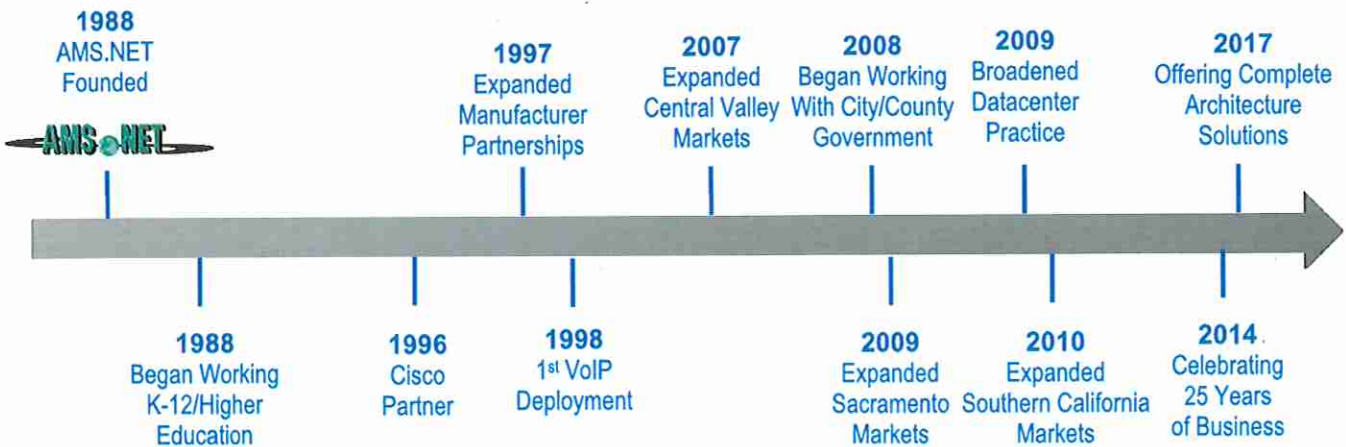 1988
AMS.NET
Founded
AMS.NET
1997
Expanded
Manufacturer
Partnerships
2007
Expanded
Central Valley
Markets
2008
Began Working
With City/County
Government
2009
Broadened
Datacenter
Practice
2017
Offering Complete
Architecture
Solutions
1988
Began Working
K-12/Higher
Education
1996
Cisco
Partner
1998
1st VoIP
Deployment
2009
Expanded
Sacramento
Markets
2010
Expanded
Southern California
Markets
2014
Celebrating
25 Years
of Business